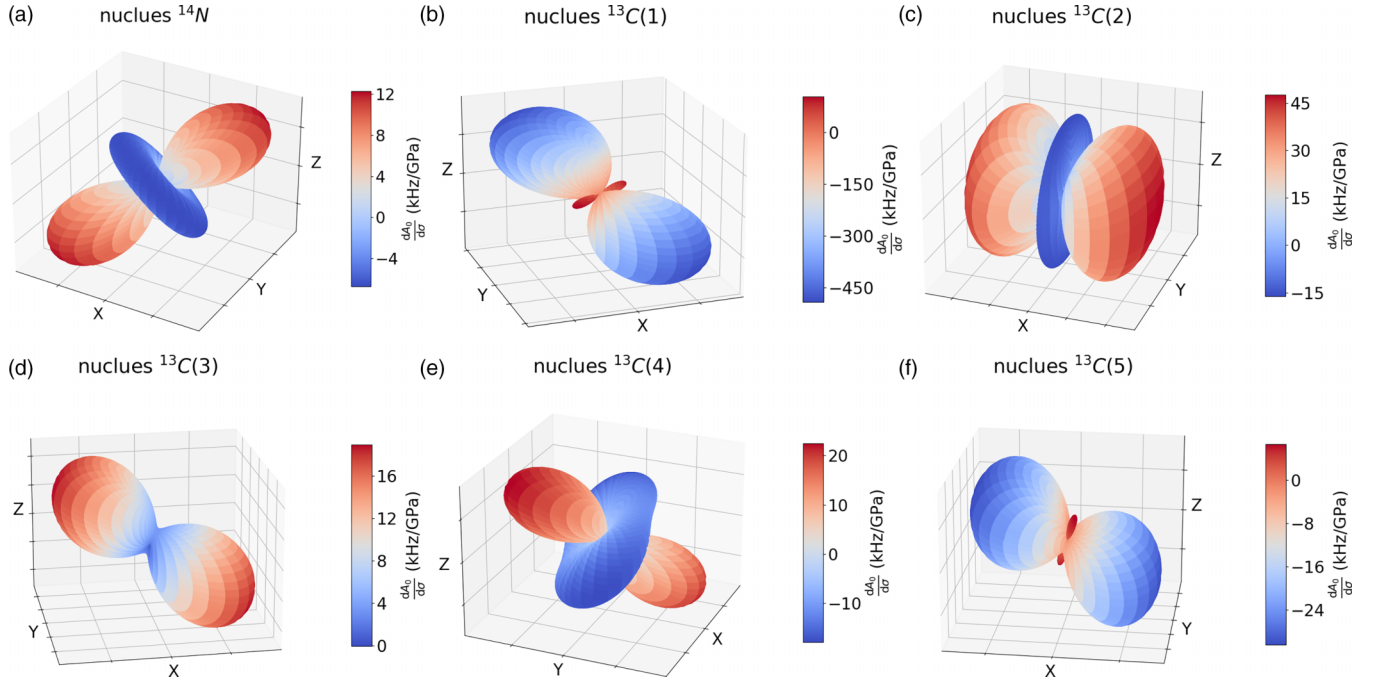 (a) nuclues ¹⁴N
12
8
4
0
−4
dA₀/dσ (kHz/GPa)
Z
Y
X
(b) nuclues ¹³C(1)
0
−150
−300
−450
dA₀/dσ (kHz/GPa)
Z
Y
X
(c) nuclues ¹³C(2)
45
30
15
0
−15
dA₀/dσ (kHz/GPa)
Z
Y
X
(d) nuclues ¹³C(3)
16
12
8
4
0
dA₀/dσ (kHz/GPa)
Z
Y
X
(e) nuclues ¹³C(4)
20
10
0
−10
dA₀/dσ (kHz/GPa)
Z
X
Y
(f) nuclues ¹³C(5)
0
−8
−16
−24
dA₀/dσ (kHz/GPa)
Z
Y
X